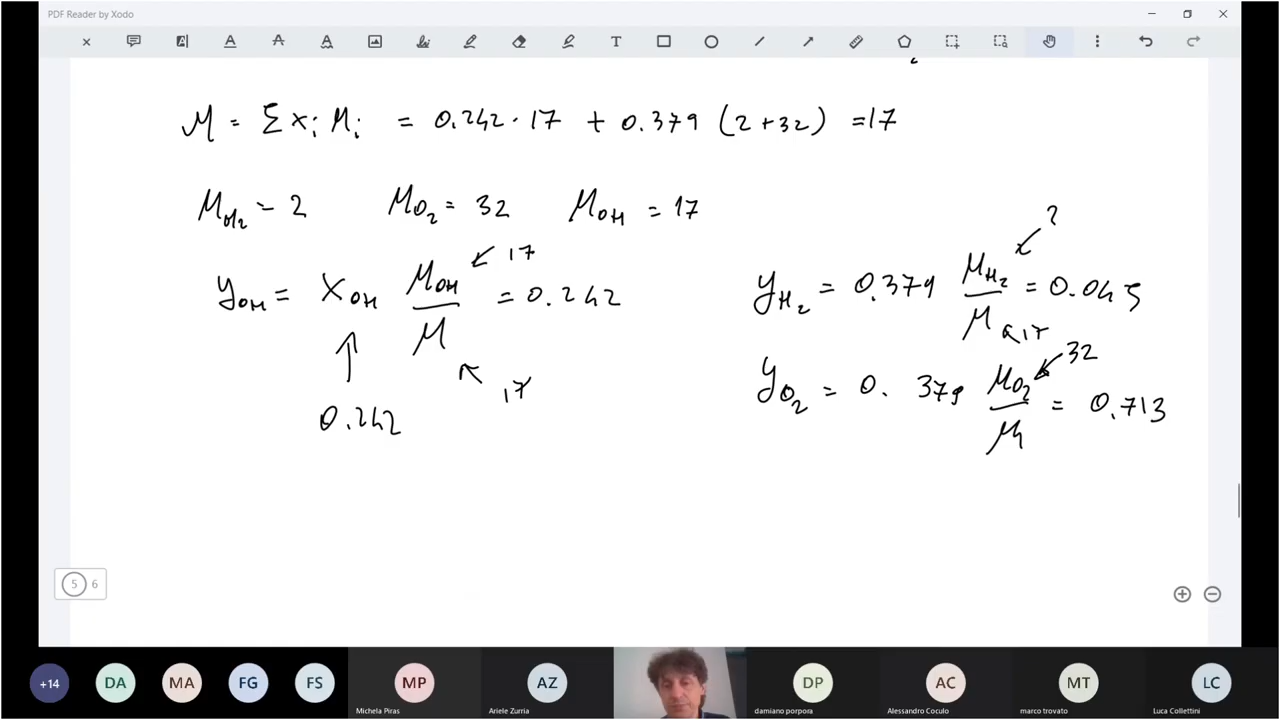 PDF Reader by Xodo
M = Σ xᵢ Mᵢ = 0.242 · 17 + 0.379 (2+32) = 17
M_H₂ = 2 M_O₂ = 32 M_OH = 17
y_OH = x_OH M_OH / M = 0.242
17
0.242
17
y_H₂ = 0.379 M_H₂ / M = 0.045
2
17
y_O₂ = 0.379 M_O₂ / M = 0.713
32
5 6
+14 DA MA FG FS MP AZ DP AC MT LC
Michela Piras Ariele Zurria damiano porpora Alessandro Coculo marco trovato Luca Collettini